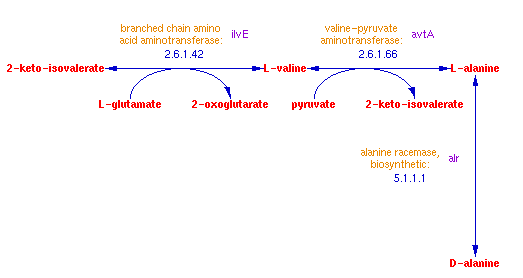 branched chain amino
acid aminotransferase: ilvE
2.6.1.42
valine-pyruvate
aminotransferase: avtA
2.6.1.66
2-keto-isovalerate L-valine L-alanine
L-glutamate 2-oxoglutarate pyruvate 2-keto-isovalerate
alanine racemase,
biosynthetic: alr
5.1.1.1
D-alanine